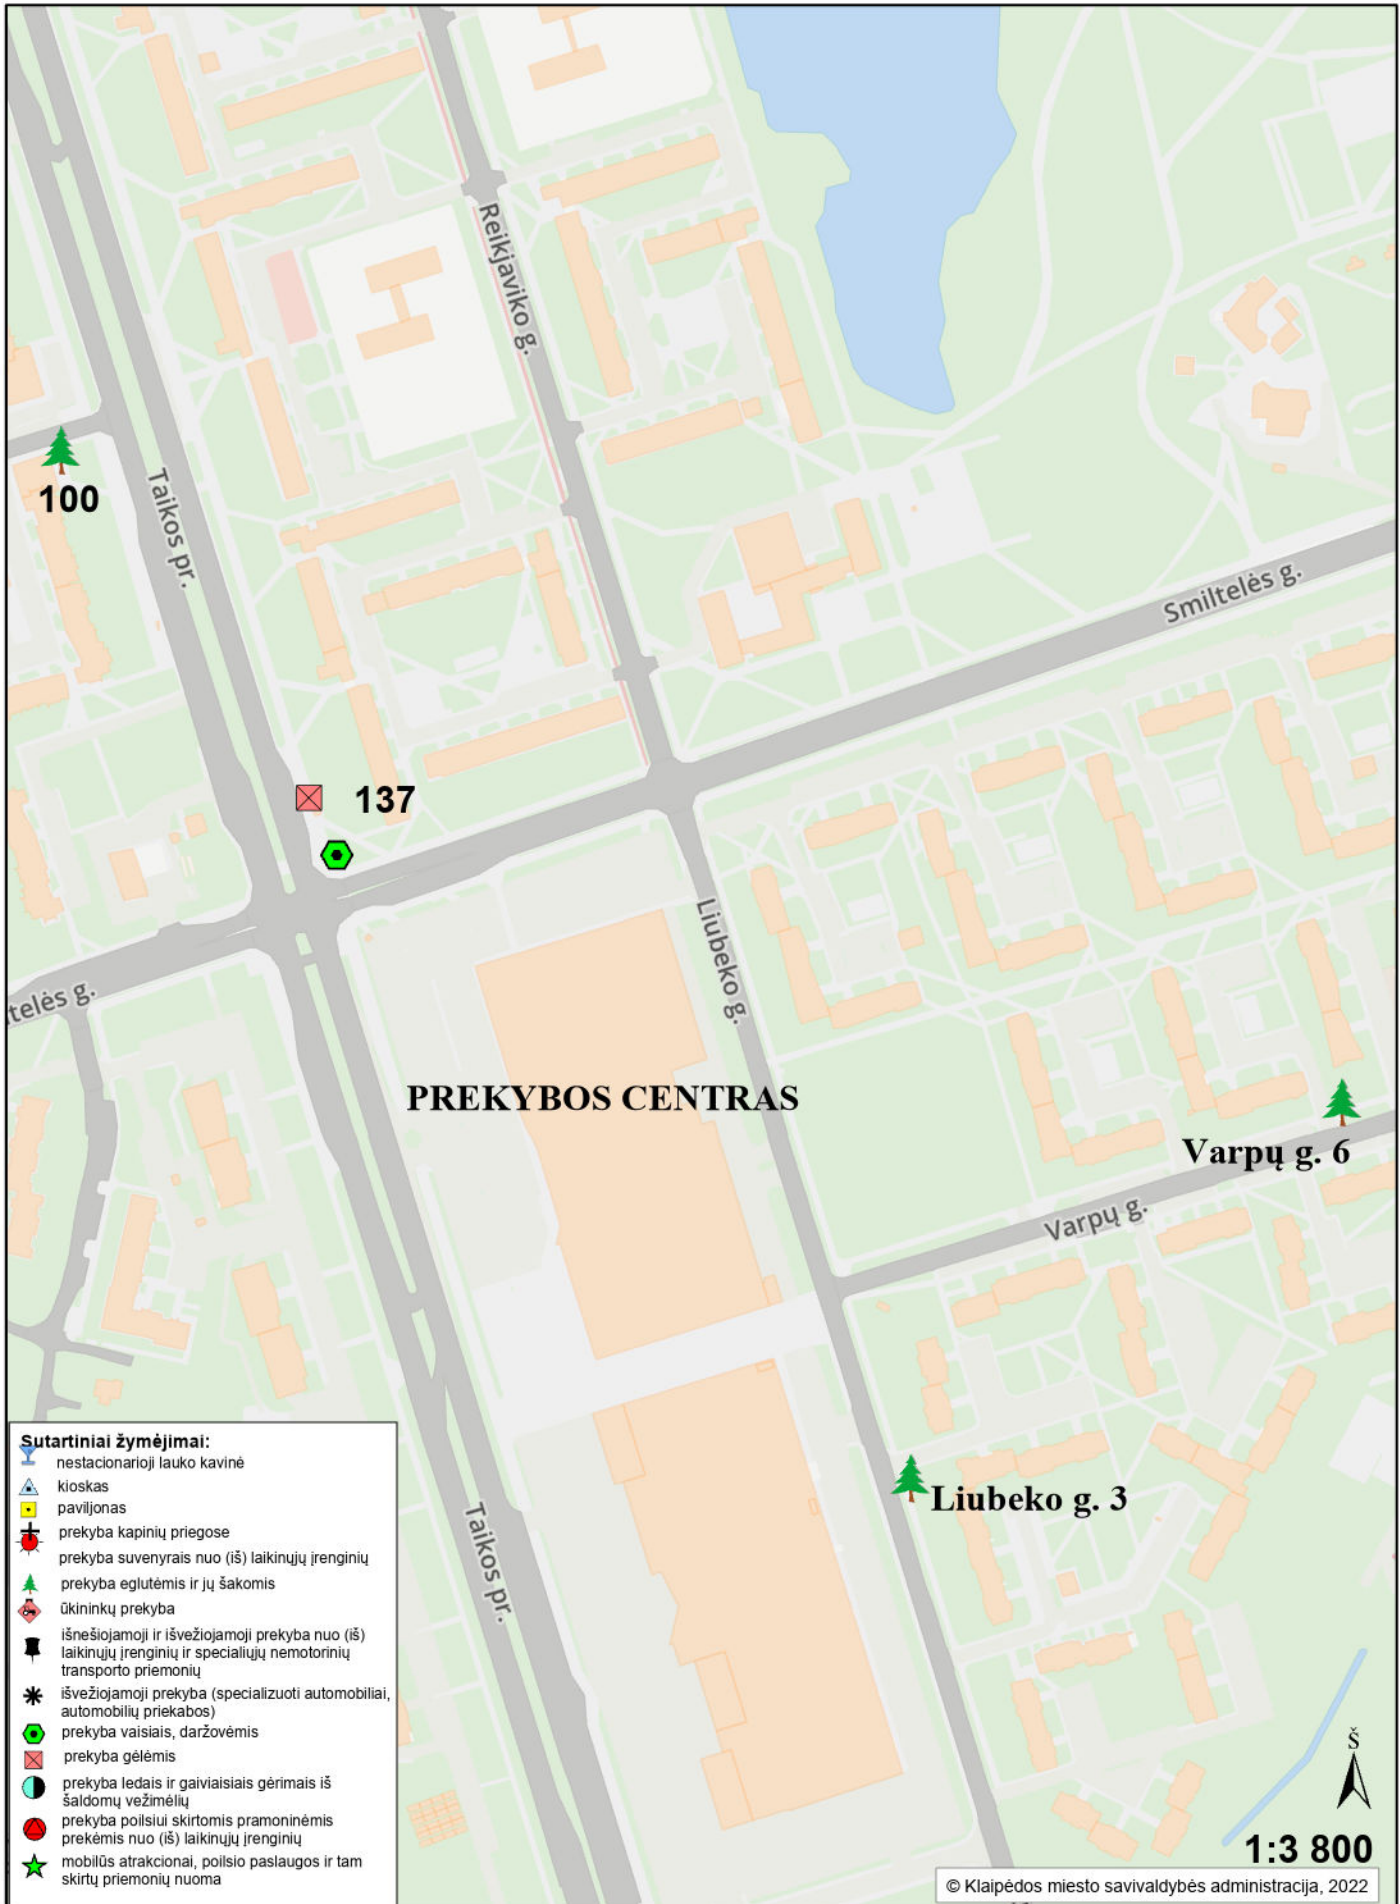 Reikjaviko g.
100
Taikos pr.
Smiltelės g.
137
Liubeko g.
telės g.
PREKYBOS CENTRAS
Varpų g. 6
Varpų g.
Liubeko g. 3
Taikos pr.
Sutartiniai žymėjimai:
nestacionarioji lauko kavinė
kioskas
paviljonas
prekyba kapinių priegose
prekyba suvenyrais nuo (iš) laikinųjų įrenginių
prekyba eglutėmis ir jų šakomis
ūkininkų prekyba
išnešiojamoji ir išvežiojamoji prekyba nuo (iš)
laikinųjų įrenginių ir specialiųjų nemotorinių
transporto priemonių
išvežiojamoji prekyba (specializuoti automobiliai,
automobilių priekabos)
prekyba vaisiais, daržovėmis
prekyba gėlėmis
prekyba ledais ir gaiviaisiais gėrimais iš
šaldomų vežimėlių
prekyba poilsiui skirtomis pramoninėmis
prekėmis nuo (iš) laikinųjų įrenginių
mobilūs atrakcionai, poilsio paslaugos ir tam
skirtų priemonių nuoma
Š
1:3 800
© Klaipėdos miesto savivaldybės administracija, 2022